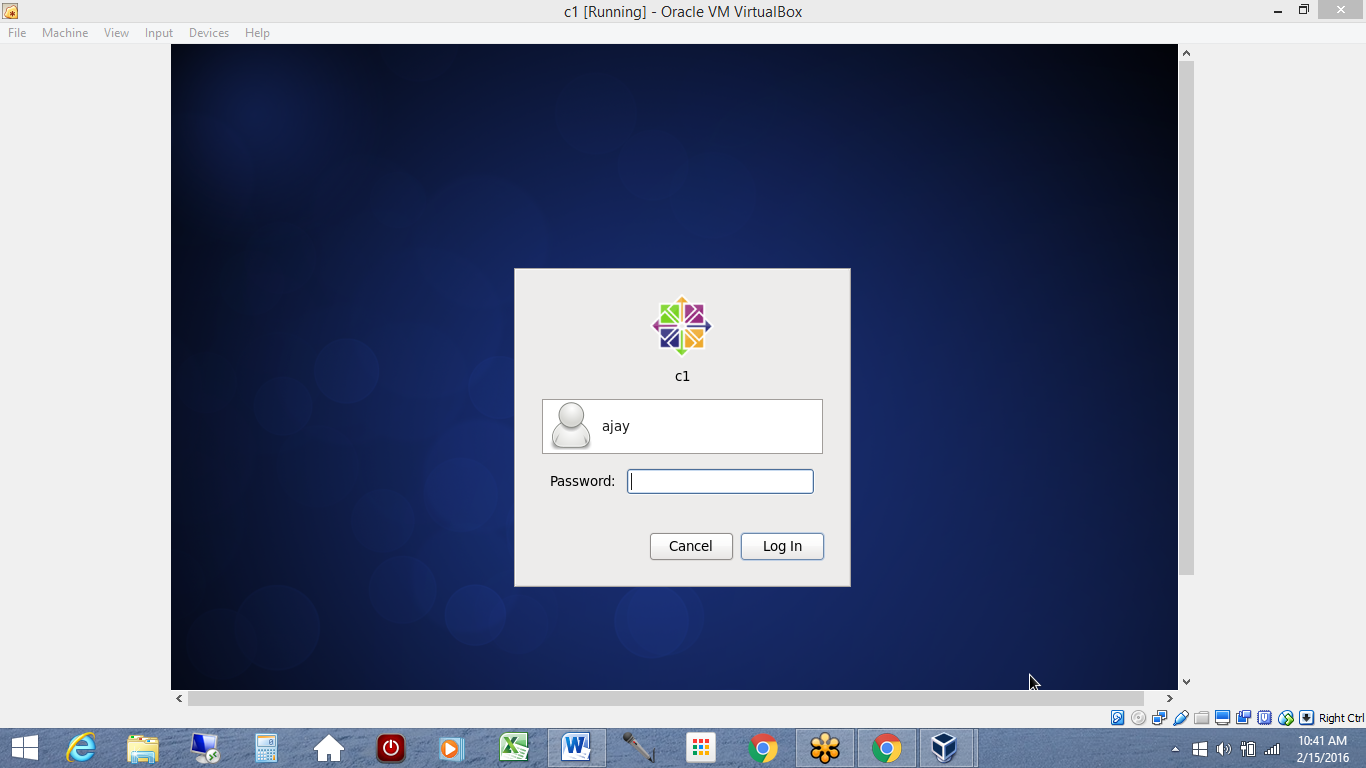 c1 [Running] - Oracle VM VirtualBox
File Machine View Input Devices Help
c1
ajay
Password:
Cancel Log In
Right Ctrl
10:41 AM
2/15/2016